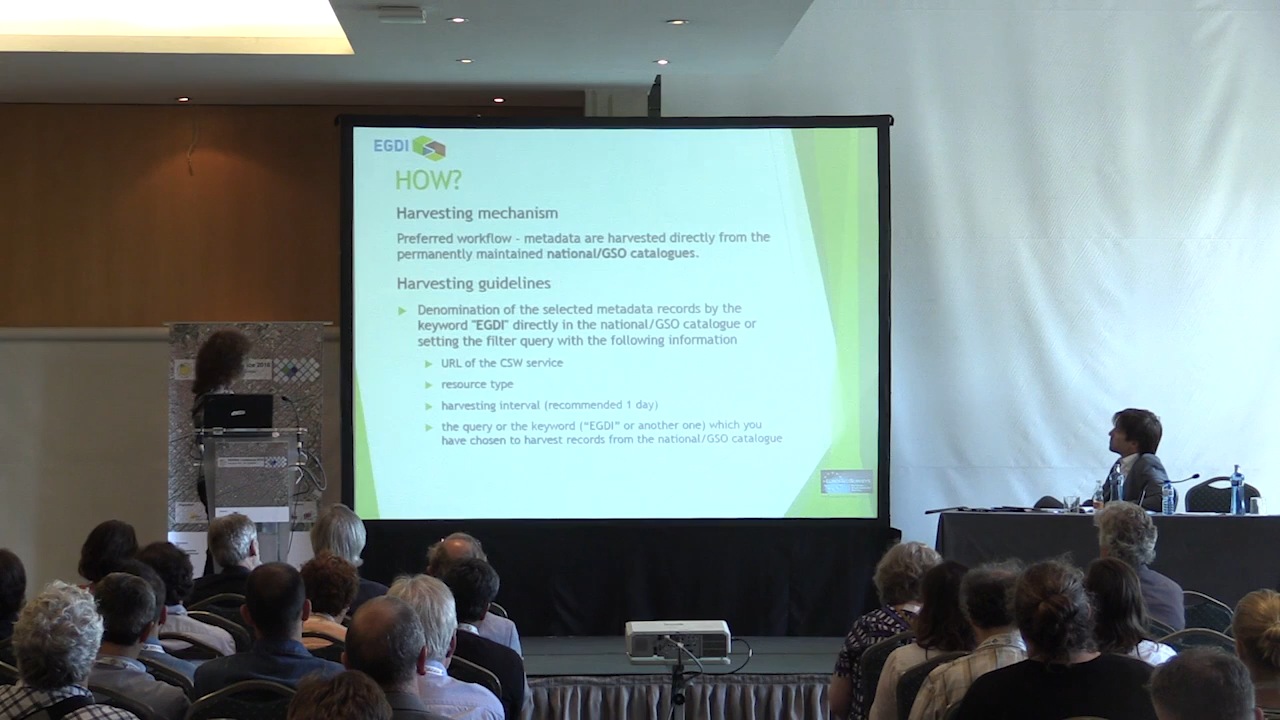 EGDI
HOW?
Harvesting mechanism
Preferred workflow - metadata are harvested directly from the
permanently maintained national/GSO catalogues.
Harvesting guidelines
Denomination of the selected metadata records by the
keyword "EGDI" directly in the national/GSO catalogue or
setting the filter query with the following information
URL of the CSW service
resource type
harvesting interval (recommended 1 day)
the query or the keyword ("EGDI" or another one) which you
have chosen to harvest records from the national/GSO catalogue